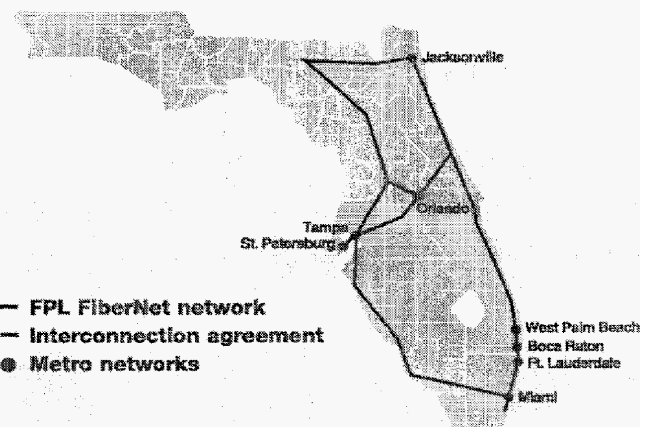 Jacksonville
Orlando
Tampa
St. Petersburg
FPL FiberNet network
Interconnection agreement
Metro networks
West Palm Beach
Boca Raton
Ft. Lauderdale
Miami